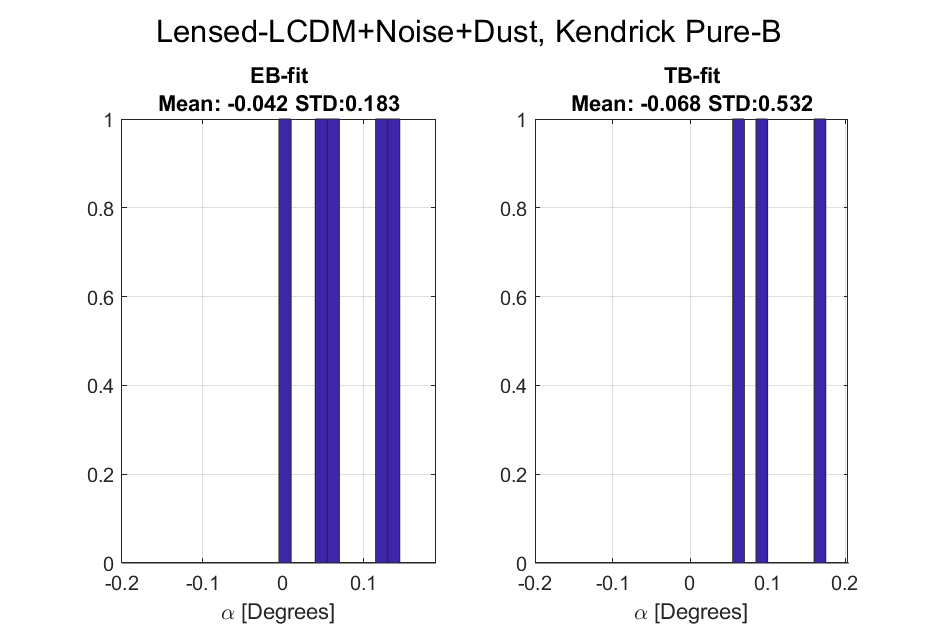 Lensed-LCDM+Noise+Dust, Kendrick Pure-B
EB-fit
Mean: -0.042 STD:0.183
1
0.8
0.6
0.4
0.2
0
-0.2 -0.1 0 0.1
α [Degrees]
TB-fit
Mean: -0.068 STD:0.532
1
0.8
0.6
0.4
0.2
0
-0.2 -0.1 0 0.1 0.2
α [Degrees]